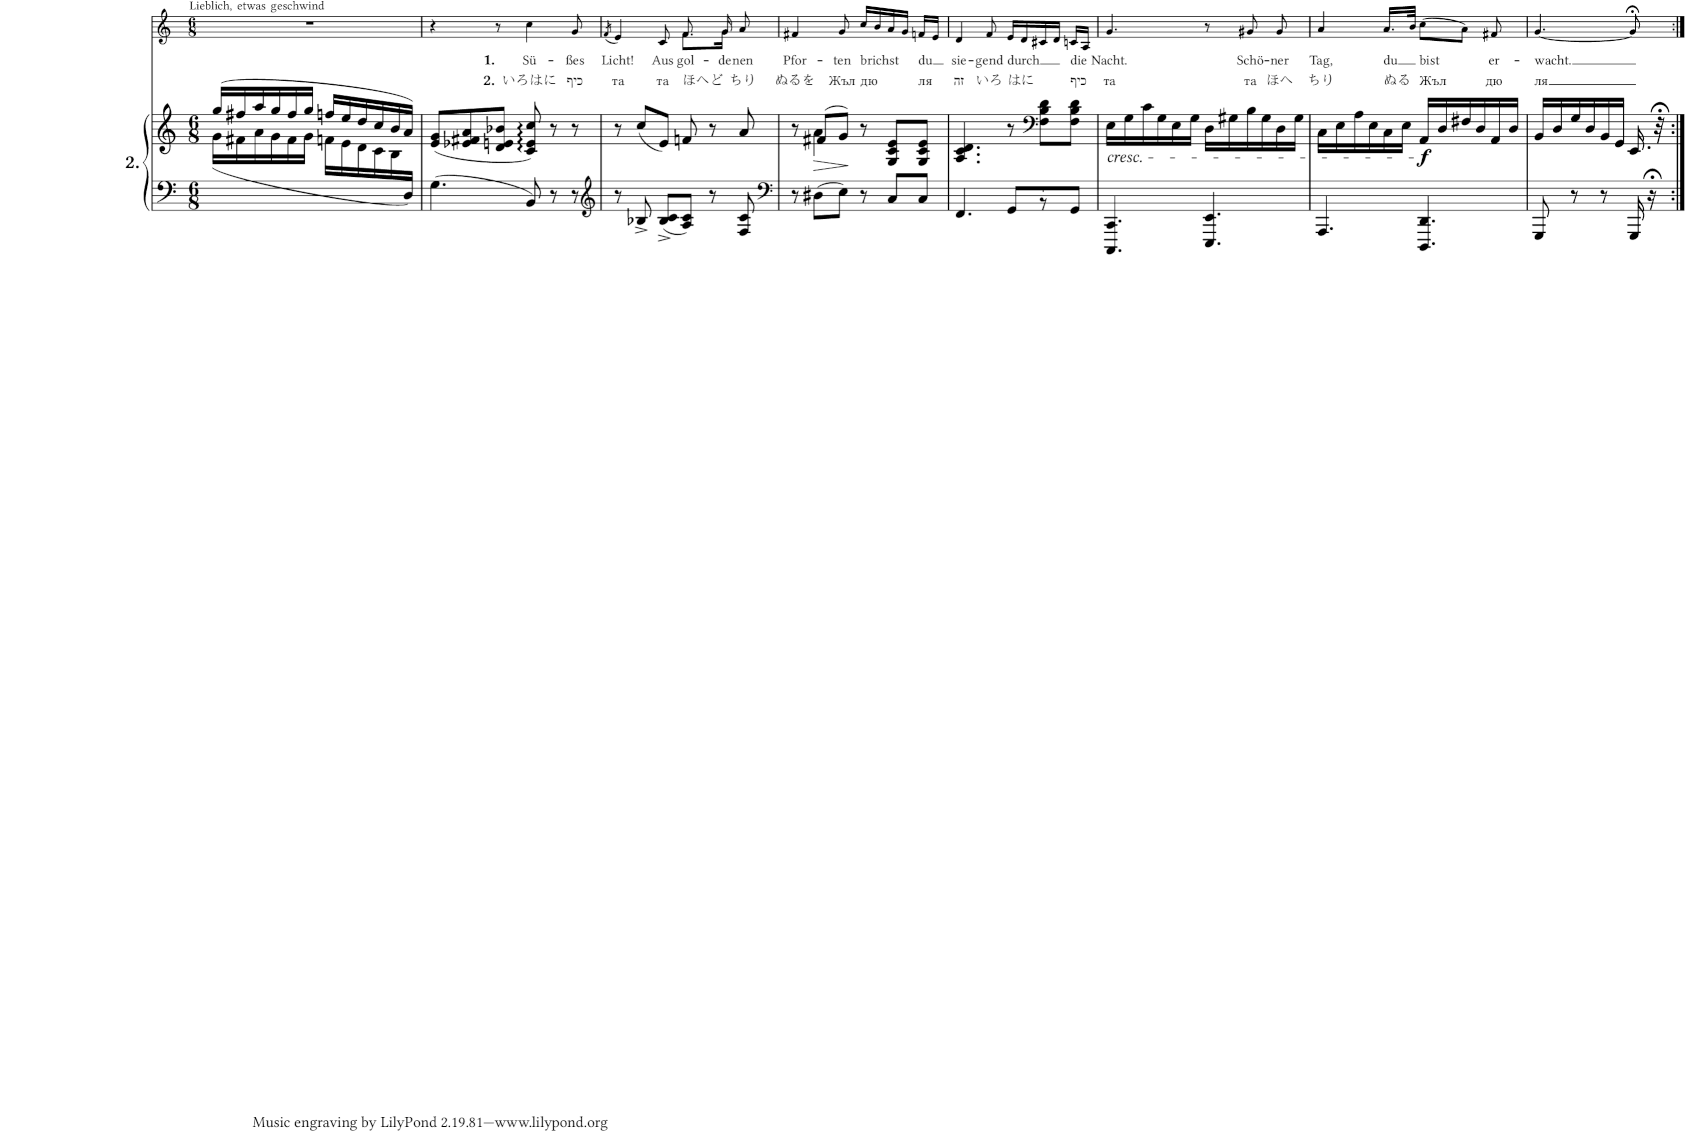 Lieblich, etwas geschwind
1. Sü - ßes Licht! Aus gol - denen Pfor - ten brichst du sie - gend durch die Nacht. Schö - ner Tag, du bist er - wacht.
2. いろはに כיף та та ほへど ちり ぬるを Жъл дю ля זה いろ はに כיף та та ほへ ちり ぬる Жъл дю ля
2.
cresc. f
Music engraving by LilyPond 2.19.81—www.lilypond.org